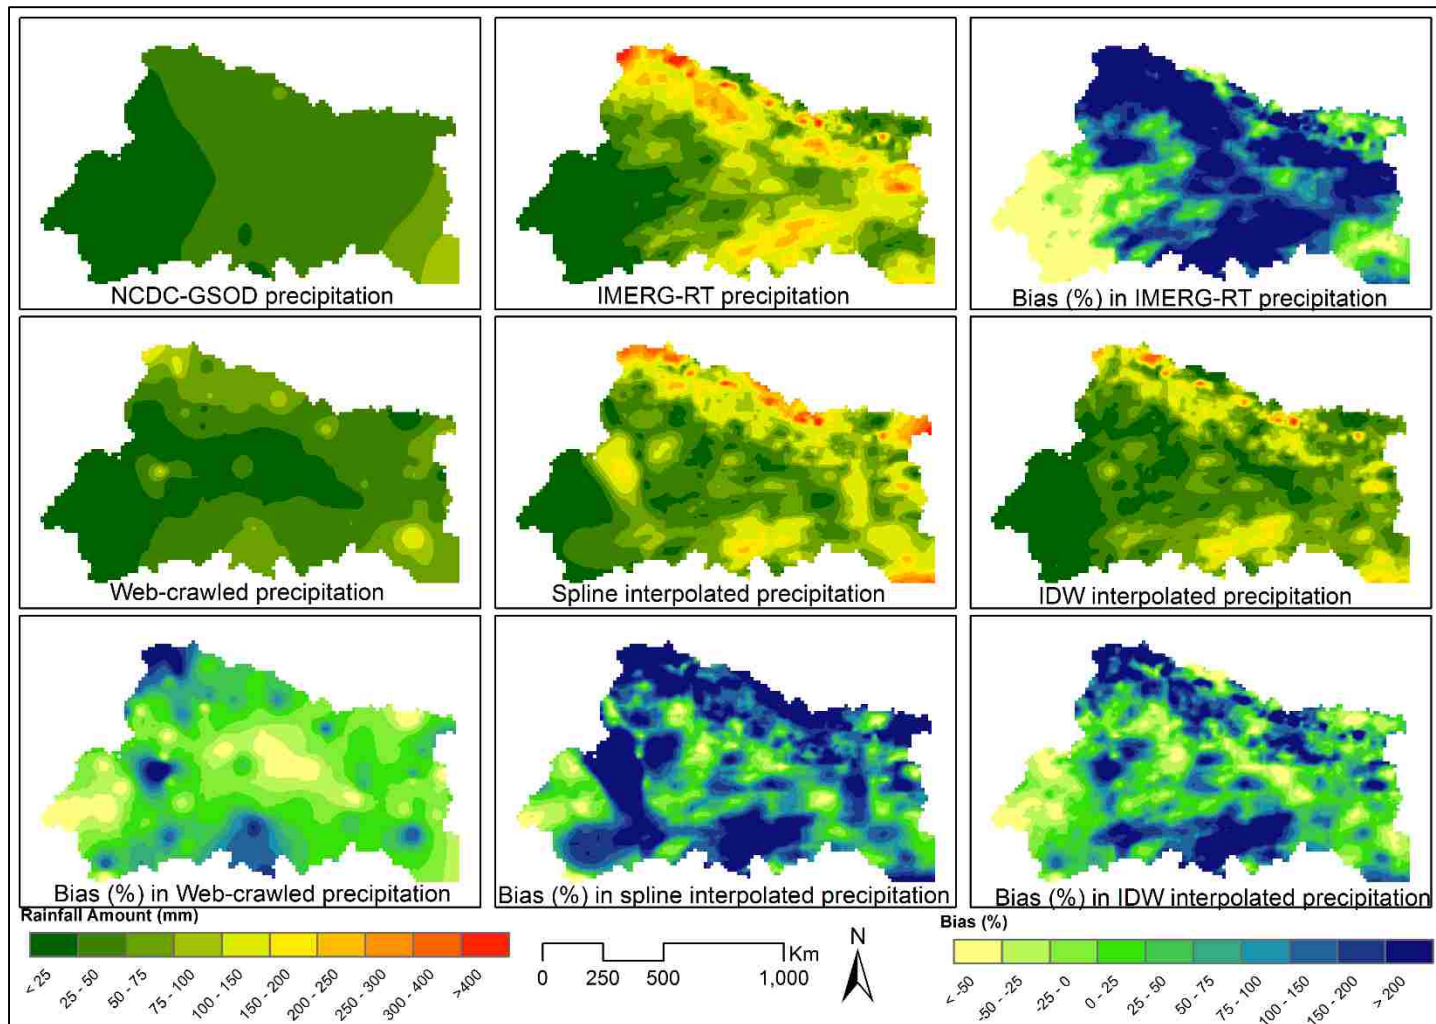 NCDC-GSOD precipitation
IMERG-RT precipitation
Bias (%) in IMERG-RT precipitation
Web-crawled precipitation
Spline interpolated precipitation
IDW interpolated precipitation
Bias (%) in Web-crawled precipitation
Bias (%) in spline interpolated precipitation
Bias (%) in IDW interpolated precipitation
Rainfall Amount (mm)
< 25
25 - 50
50 - 75
75 - 100
100 - 150
150 - 200
200 - 250
250 - 300
300 - 400
>400
Km
0 250 500 1,000
N
Bias (%)
< -50
-50 - -25
-25 - 0
0 - 25
25 - 50
50 - 75
75 - 100
100 - 150
150 - 200
> 200